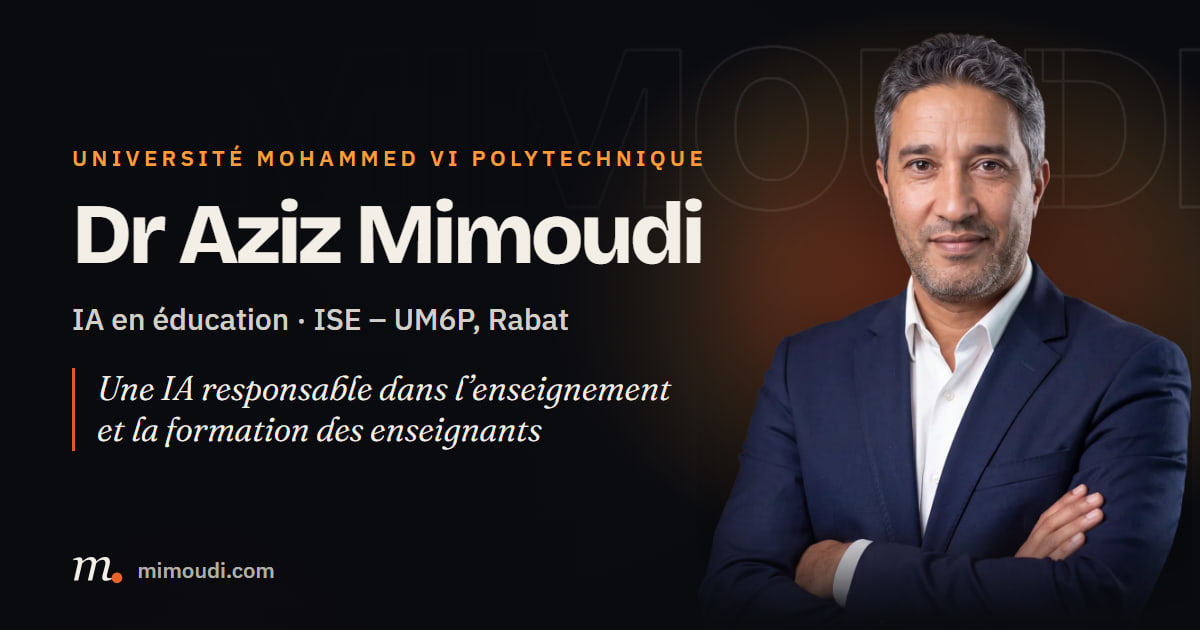 MIMOUDI
UNIVERSITÉ MOHAMMED VI POLYTECHNIQUE
Dr Aziz Mimoudi
IA en éducation · ISE – UM6P, Rabat
Une IA responsable dans l’enseignement
et la formation des enseignants
m.
mimoudi.com